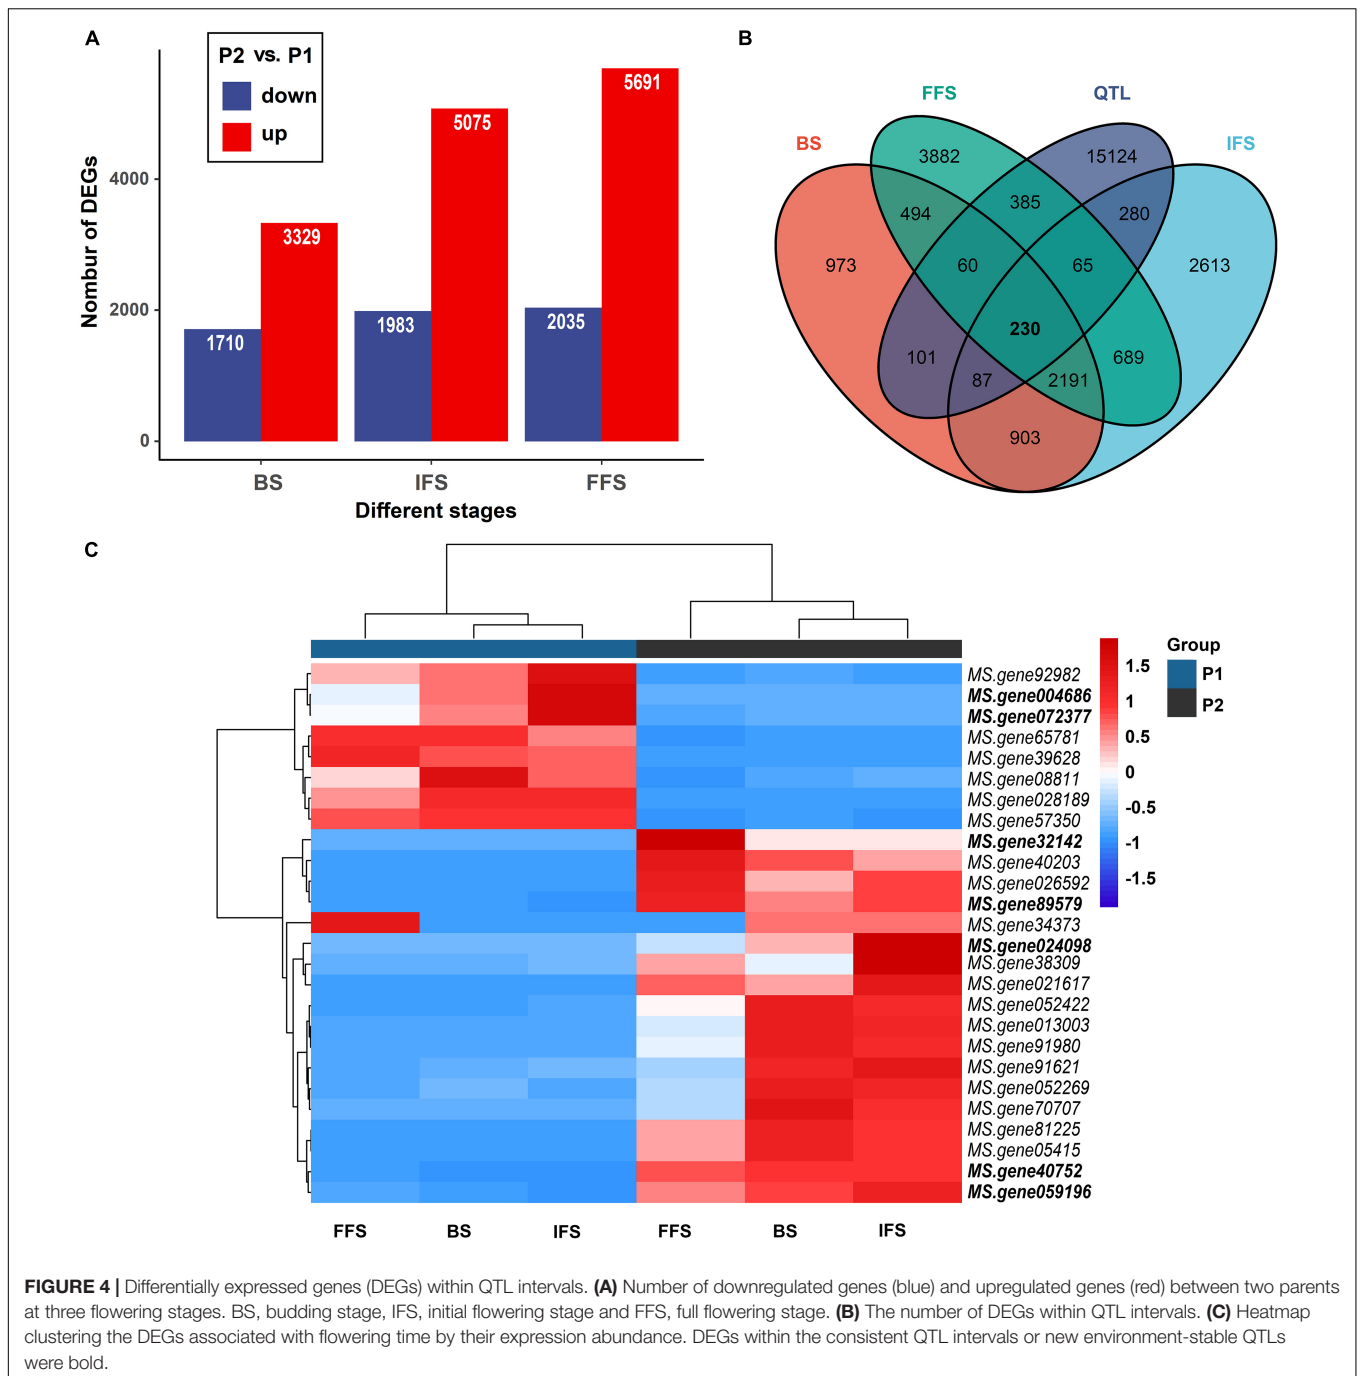 A
P2 vs. P1
down
up
Nombur of DEGs
4000
2000
0
1710
3329
1983
5075
2035
5691
BS
IFS
FFS
Different stages
B
FFS
QTL
BS
IFS
3882
15124
494
385
280
973
60
65
2613
230
101
87
2191
689
903
C
Group
P1
P2
1.5
1
0.5
0
-0.5
-1
-1.5
MS.gene92982
MS.gene004686
MS.gene072377
MS.gene65781
MS.gene39628
MS.gene08811
MS.gene028189
MS.gene57350
MS.gene32142
MS.gene40203
MS.gene026592
MS.gene89579
MS.gene34373
MS.gene024098
MS.gene38309
MS.gene021617
MS.gene052422
MS.gene013003
MS.gene91980
MS.gene91621
MS.gene052269
MS.gene70707
MS.gene81225
MS.gene05415
MS.gene40752
MS.gene059196
FFS BS IFS FFS BS IFS
FIGURE 4 | Differentially expressed genes (DEGs) within QTL intervals. (A) Number of downregulated genes (blue) and upregulated genes (red) between two parents
at three flowering stages. BS, budding stage, IFS, initial flowering stage and FFS, full flowering stage. (B) The number of DEGs within QTL intervals. (C) Heatmap
clustering the DEGs associated with flowering time by their expression abundance. DEGs within the consistent QTL intervals or new environment-stable QTLs
were bold.